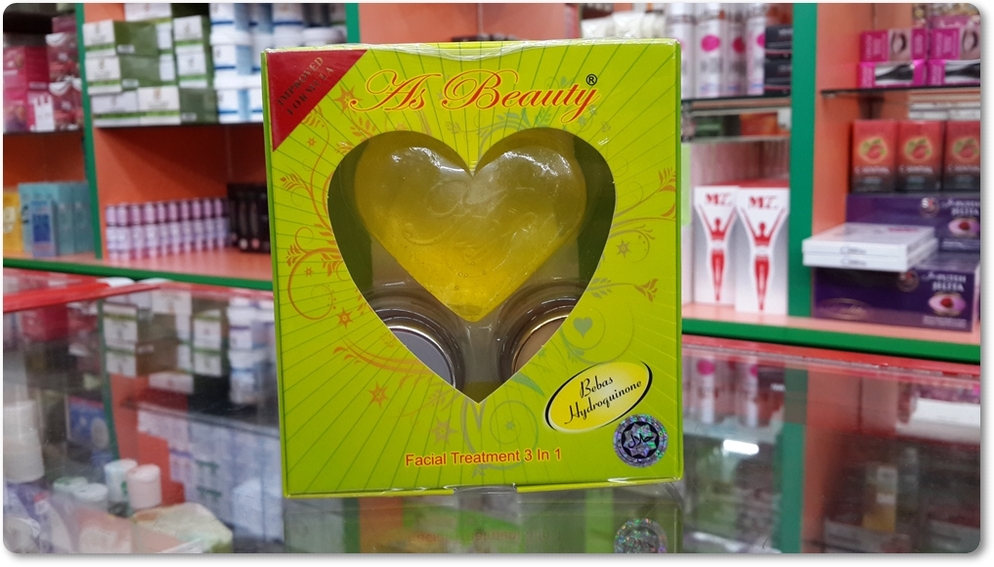 IMPROVED
FORMULA
As Beauty®
Bebas
Hydroquinone
Facial Treatment 3 In 1